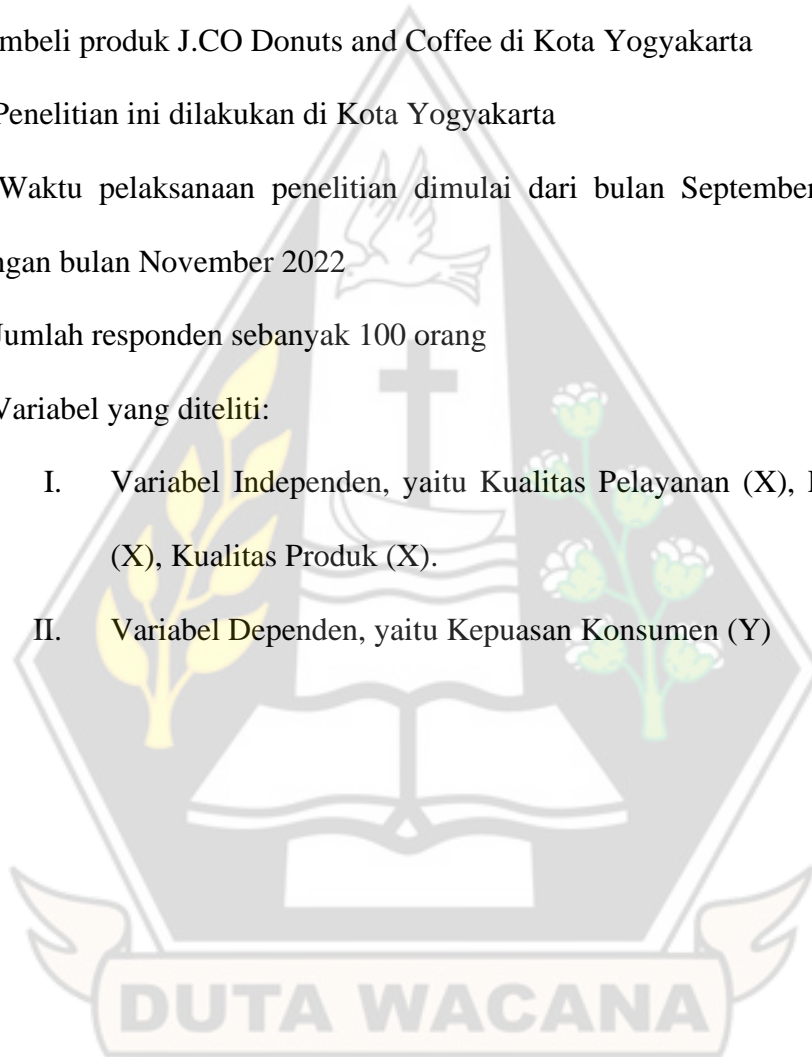 mbeli produk J.CO Donuts and Coffee di Kota Yogyakarta
Penelitian ini dilakukan di Kota Yogyakarta
Waktu pelaksanaan penelitian dimulai dari bulan September
ngan bulan November 2022
Jumlah responden sebanyak 100 orang
Variabel yang diteliti:
I. Variabel Independen, yaitu Kualitas Pelayanan (X),
(X), Kualitas Produk (X).
II. Variabel Dependen, yaitu Kepuasan Konsumen (Y)
DUTA WACANA